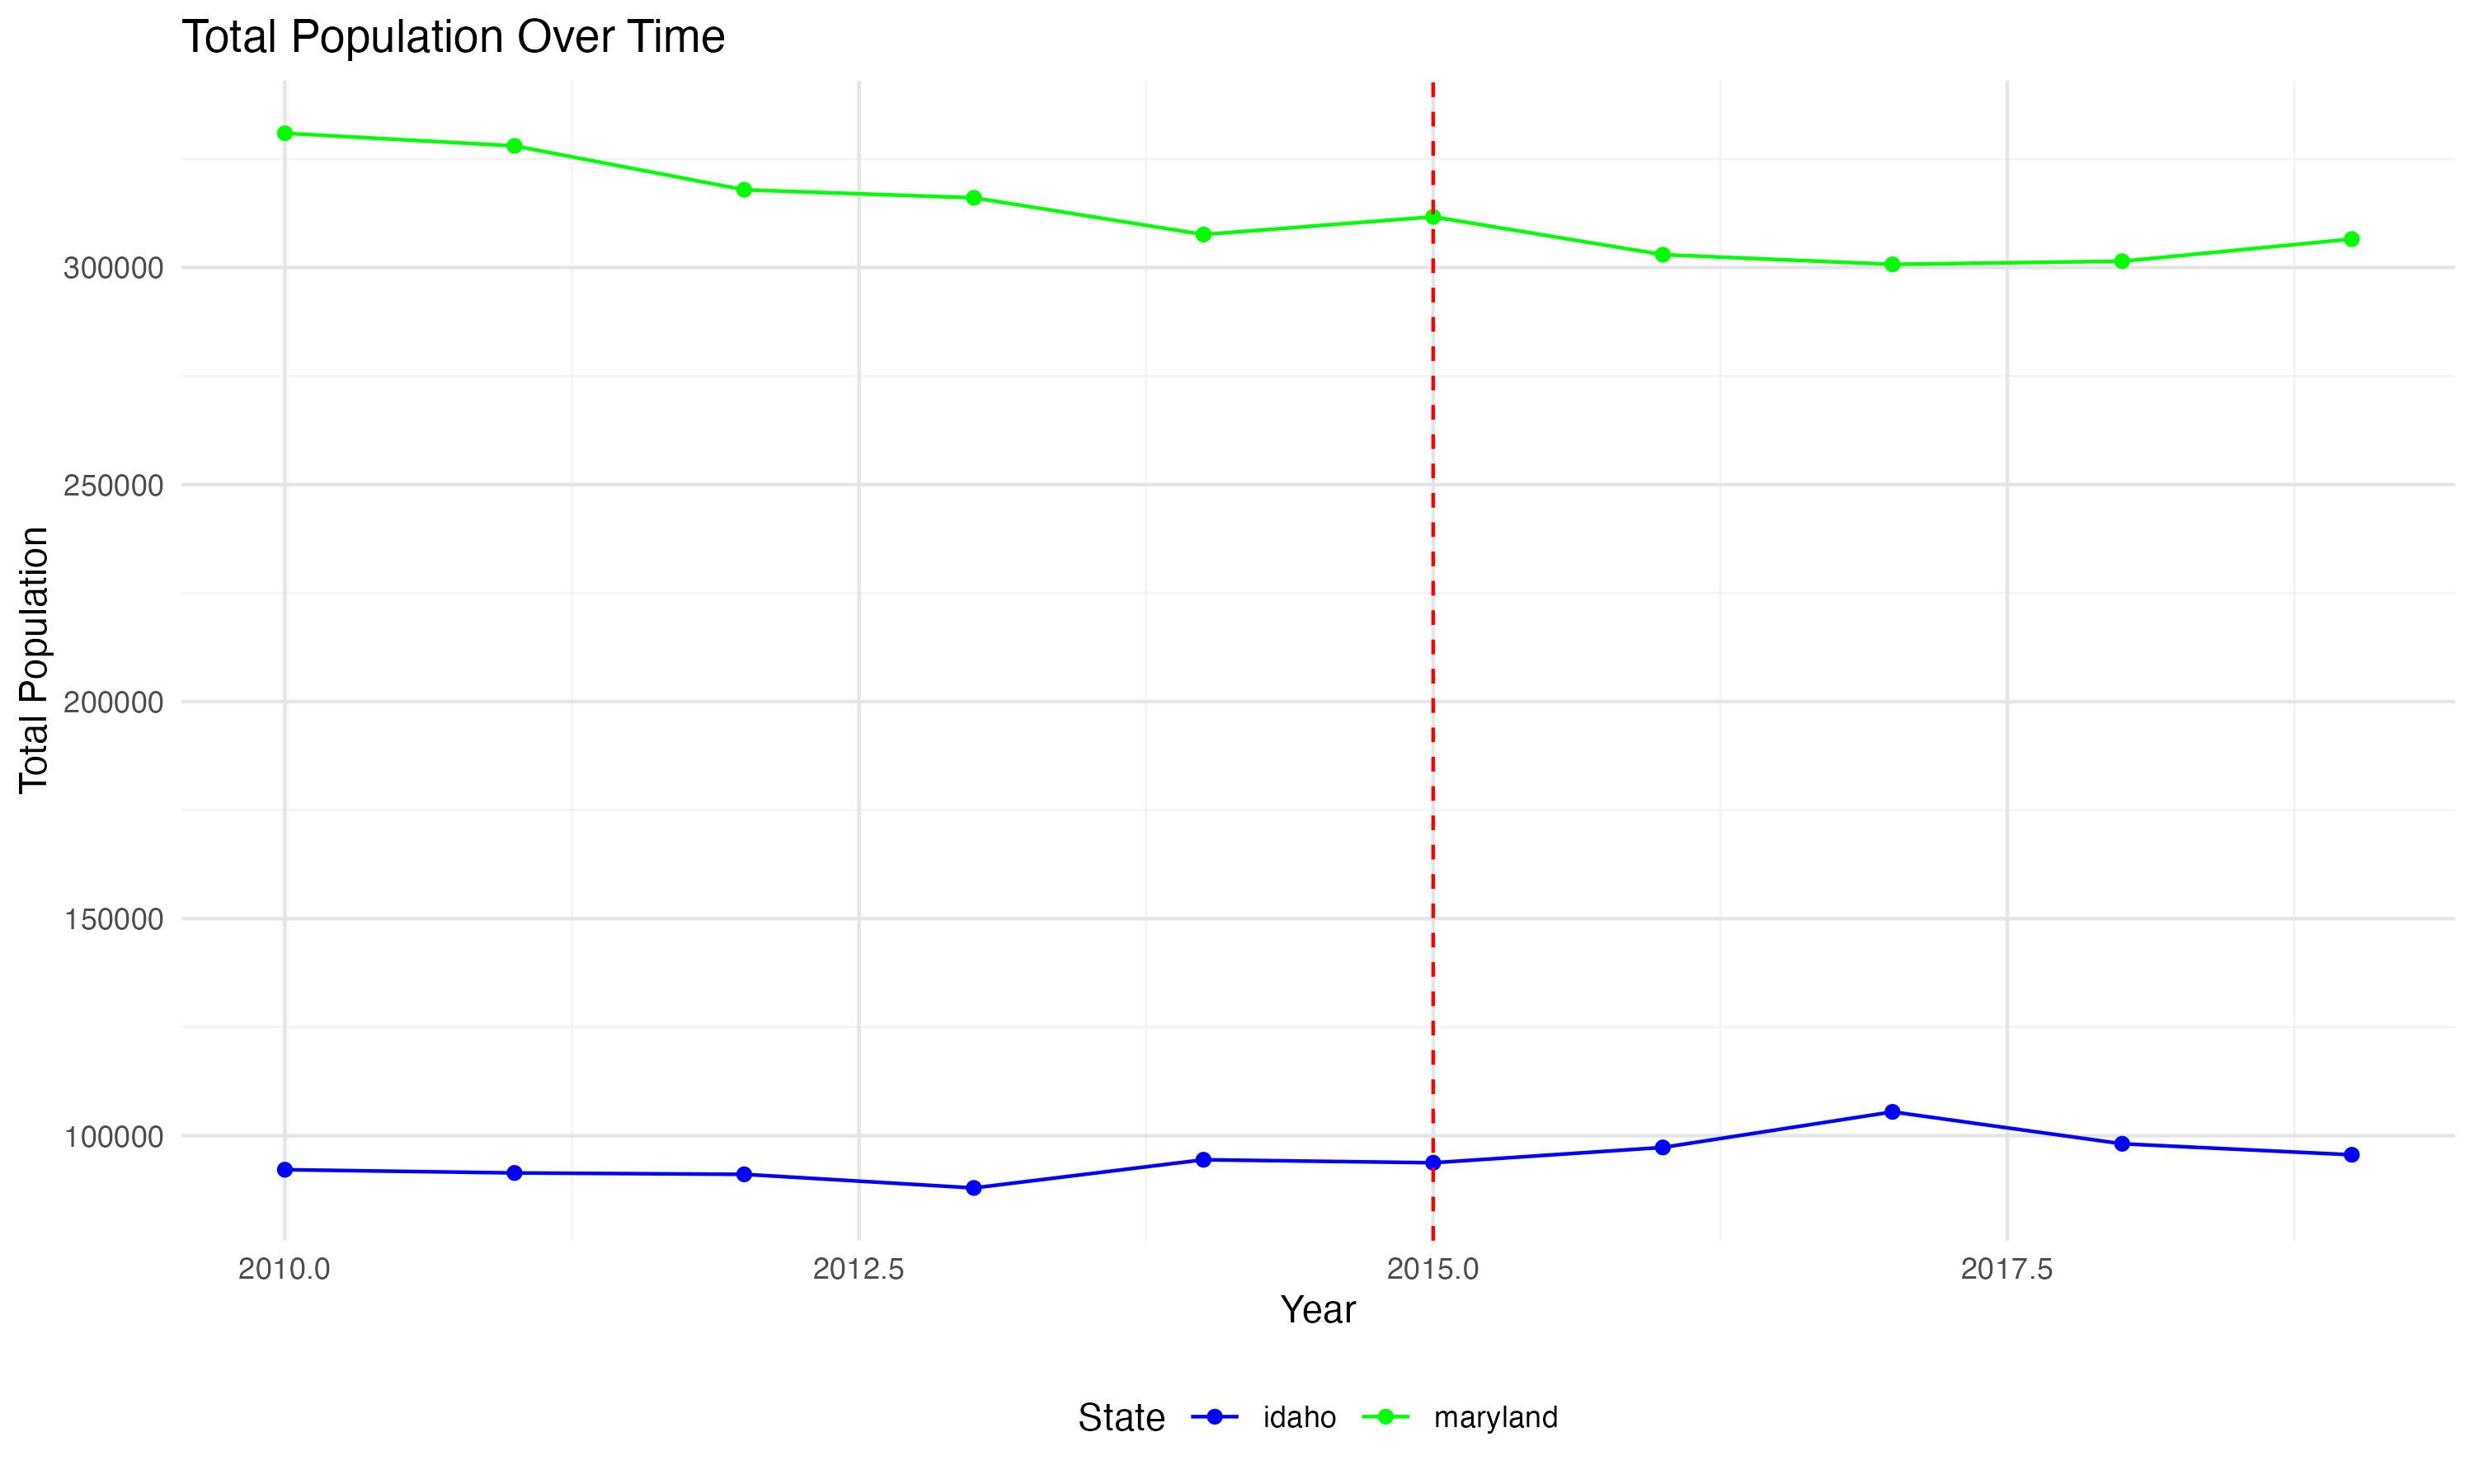 Total Population Over Time
Total Population
300000
250000
200000
150000
100000
2010.0 2012.5 2015.0 2017.5
Year
State idaho maryland